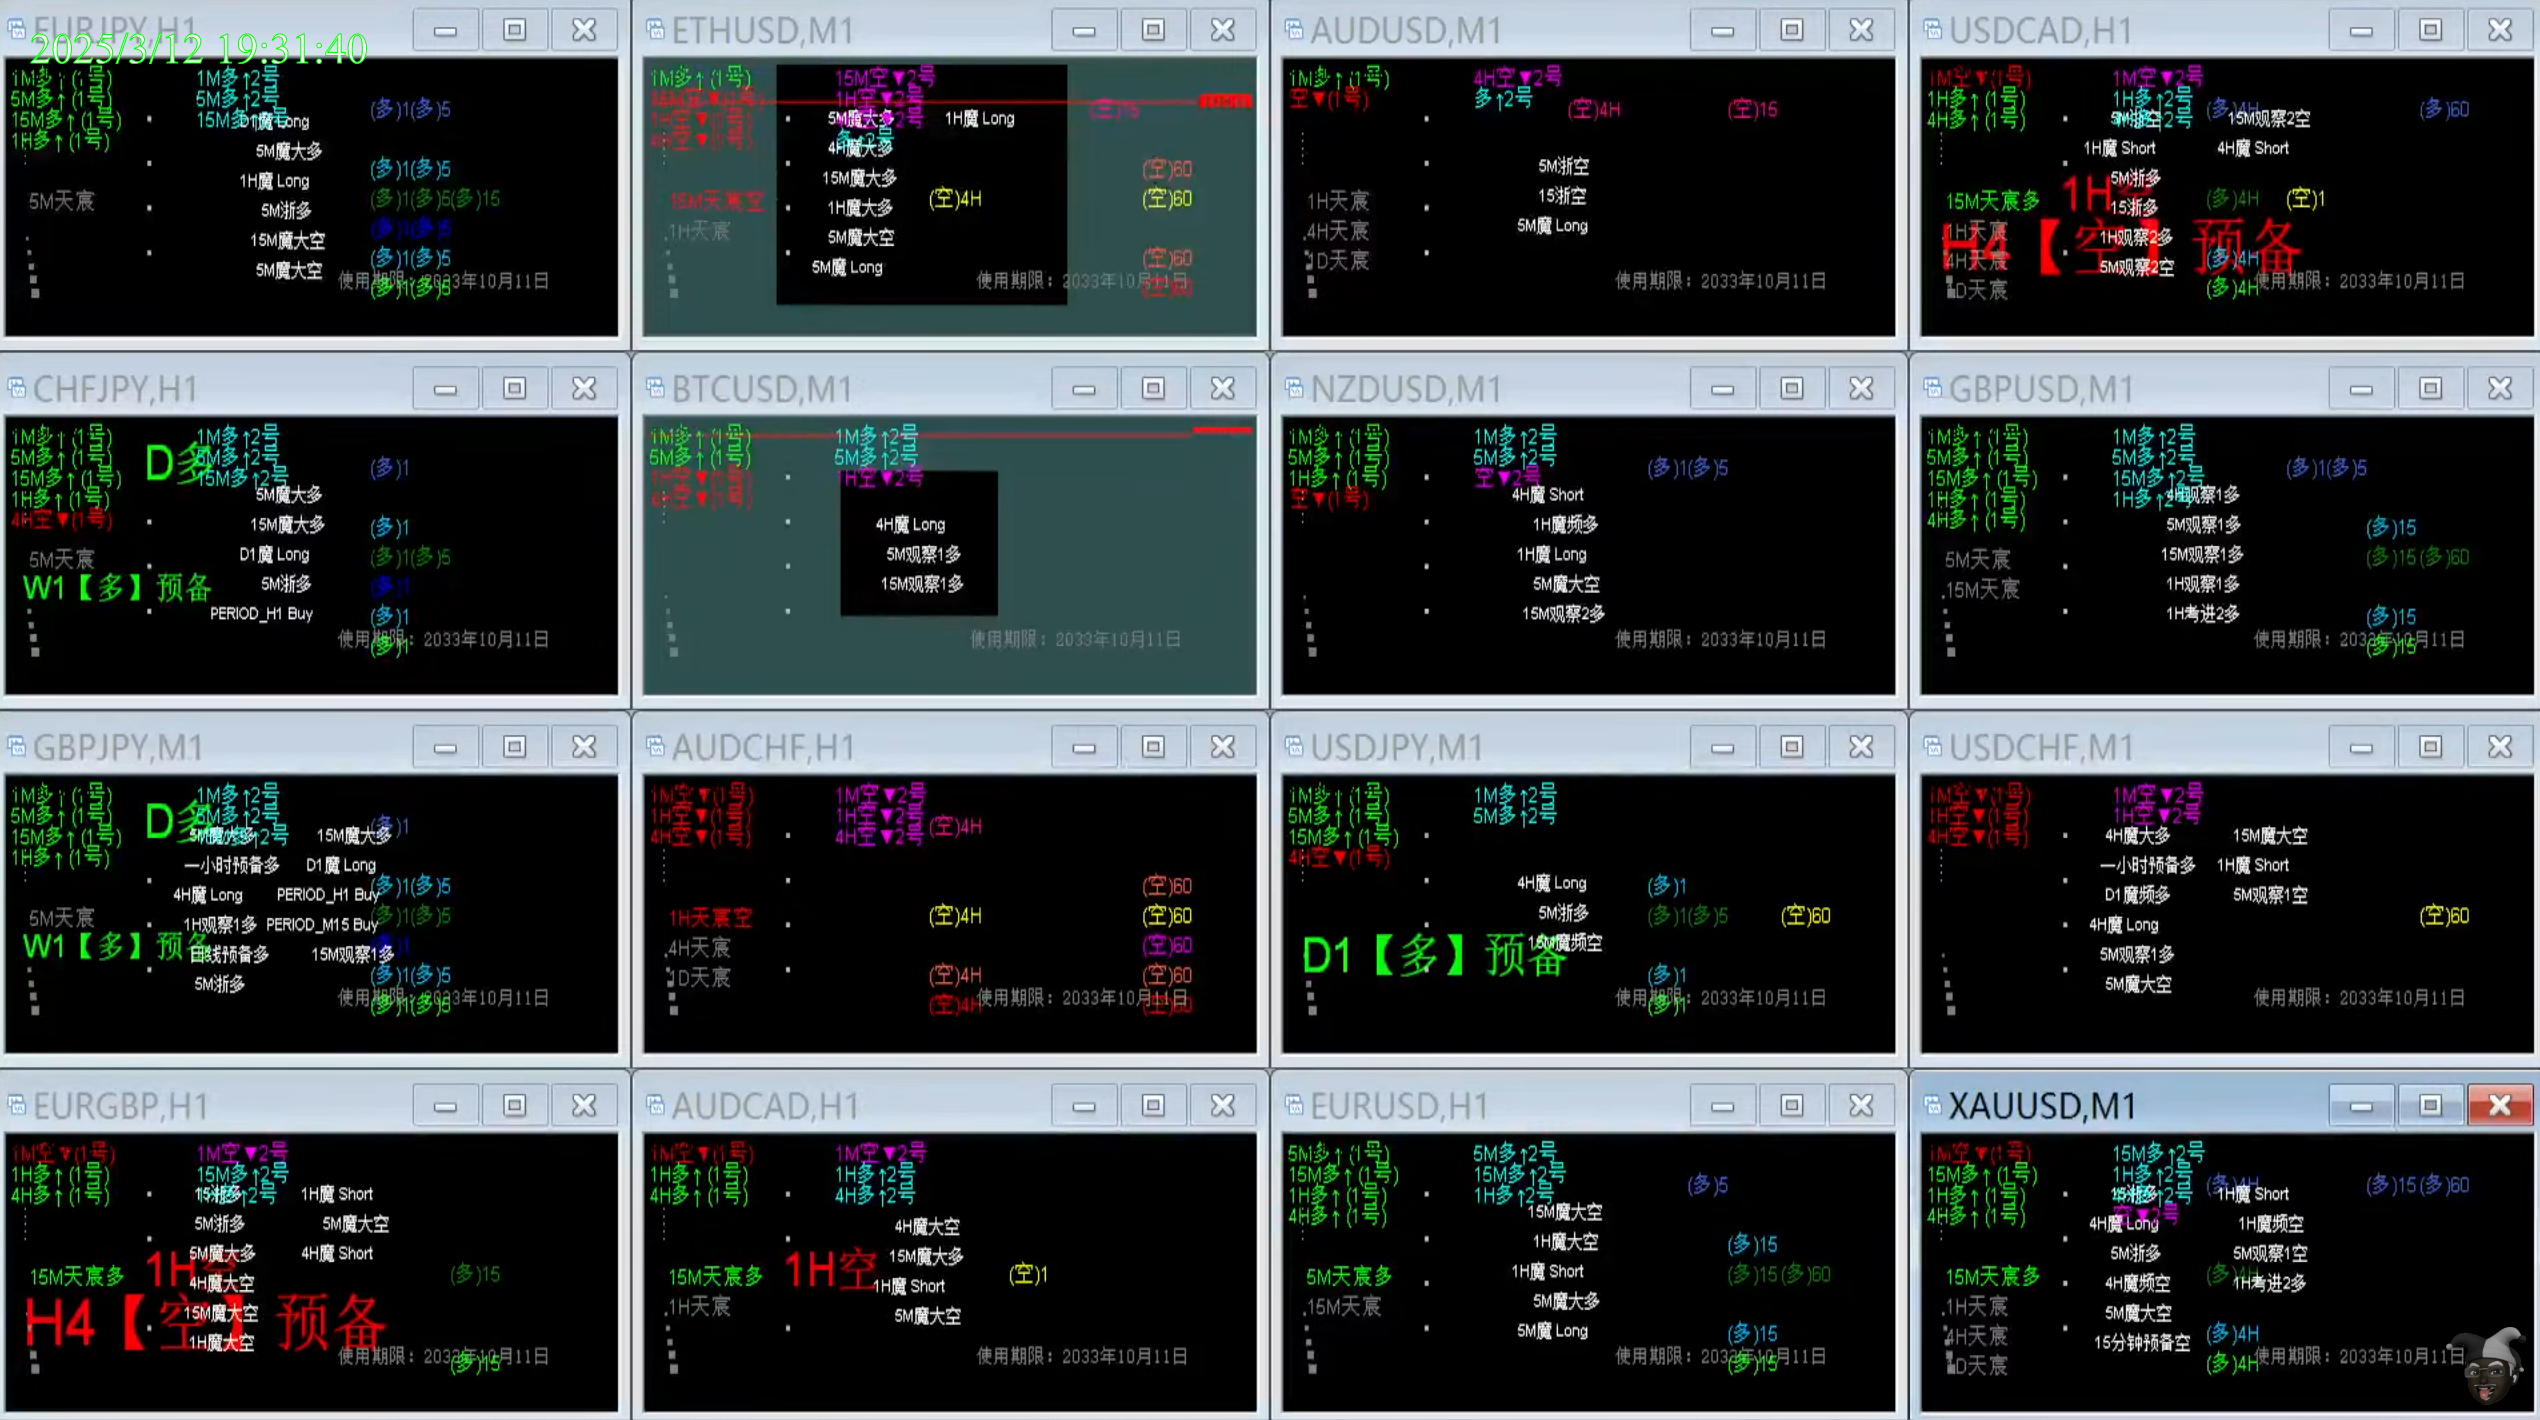 EURJPY,H1
2025/3/12 19:31:40
1M多↑(1号) 1M多↑2号
5M多↑(1号) 5M多↑2号 (多)1(多)5
15M多↑(1号) 15M多↑2号 D1魔 Long
1H多↑(1号)
5M魔大多
(多)1(多)5
1H魔 Long
5M天宸 5M浙多 (多)1(多)5(多)15
(多)1(多)5
15M魔大空
5M魔大空 (多)1(多)5
使用期限：2033年10月11日
(多)1(多)5
ETHUSD,M1
1M多↑(1号) 15M空▼2号
15M空▼(1号) 1H空▼2号 (空)15
1H空▼(1号) 5M魔大多 1H魔 Long
4H空▼(1号) 多↑2号
4H魔大多
15M魔大多 (空)60
15M天宸空 1H魔大多 (空)4H (空)60
1H天宸 5M魔大空
5M魔 Long (空)60
使用期限：2033年10月11日
(空)60
AUDUSD,M1
1M多↑(1号) 4H空▼2号
空▼(1号) 多↑2号 (空)4H (空)15
5M浙空
1H天宸 15浙空
4H天宸 5M魔 Long
1D天宸
使用期限：2033年10月11日
USDCAD,H1
1M空▼(1号) 1M空▼2号
1H多↑(1号) 1H多↑2号 (多)4H (多)60
4H多↑(1号) 4H多↑2号 5M浙空 15M观察2空
1H魔 Short 4H魔 Short
5M浙多
15M天宸多 1H空 15浙多 (多)4H (空)1
1H天宸 1H观察2多
H4【空】预备
4H天宸 5M观察2空 (多)4H
1D天宸 (多)4H 使用期限：2033年10月11日
CHFJPY,H1
1M多↑(1号) 1M多↑2号
5M多↑(1号) D多 5M多↑2号 (多)1
15M多↑(1号) 15M多↑2号
1H多↑(1号) 5M魔大多
4H空▼(1号) 15M魔大多 (多)1
5M天宸 D1魔 Long (多)1(多)5
W1【多】预备 5M浙多 (多)1
PERIOD_H1 Buy (多)1
使用期限：2033年10月11日
(多)1
BTCUSD,M1
1M多↑(1号) 1M多↑2号
5M多↑(1号) 5M多↑2号
1H空▼(1号) 1H空▼2号
4H空▼(1号)
4H魔 Long
5M观察1多
15M观察1多
使用期限：2033年10月11日
NZDUSD,M1
1M多↑(1号) 1M多↑2号
5M多↑(1号) 5M多↑2号 (多)1(多)5
1H多↑(1号) 空▼2号
空▼(1号) 4H魔 Short
1H魔频多
1H魔 Long
5M魔大空
15M观察2多
使用期限：2033年10月11日
GBPUSD,M1
1M多↑(1号) 1M多↑2号
5M多↑(1号) 5M多↑2号 (多)1(多)5
15M多↑(1号) 15M多↑2号
1H多↑(1号) 1H多↑2号 4H观察1多
4H多↑(1号) 5M观察1多 (多)15
5M天宸 15M观察1多 (多)15(多)60
15M天宸 1H观察1多
1H考进2多 (多)15
使用期限：2033年10月11日
(多)15
GBPJPY,M1
1M多↑(1号) 1M多↑2号
5M多↑(1号) D多 5M多↑2号 (多)1
15M多↑(1号) 15M多↑2号 5M魔大多 15M魔大多
1H多↑(1号) 一小时预备多 D1魔 Long
4H魔 Long PERIOD_H1 Buy (多)1(多)5
5M天宸 1H观察1多 PERIOD_M15 Buy (多)1(多)5
W1【多】预备 日线预备多 15M观察1多
5M浙多 (多)1(多)5
使用期限：2033年10月11日
(多)1(多)5
AUDCHF,H1
1M空▼(1号) 1M空▼2号
1H空▼(1号) 1H空▼2号 (空)4H
4H空▼(1号) 4H空▼2号
(空)60
1H天宸空 (空)4H (空)60
4H天宸 (空)60
1D天宸 (空)4H (空)60
(空)4H 使用期限：2033年10月11日
(空)60
USDJPY,M1
1M多↑(1号) 1M多↑2号
5M多↑(1号) 5M多↑2号
15M多↑(1号)
4H空▼(1号)
4H魔 Long (多)1
5M浙多 (多)1(多)5 (空)60
D1【多】预备 15M魔频空
(多)1
使用期限：2033年10月11日
(多)1
USDCHF,M1
1M空▼(1号) 1M空▼2号
1H空▼(1号) 1H空▼2号
4H空▼(1号) 4H魔大多 15M魔大空
一小时预备多 1H魔 Short
D1魔频多 5M观察1空
4H魔 Long (空)60
5M观察1多
5M魔大空
使用期限：2033年10月11日
EURGBP,H1
1M空▼(1号) 1M空▼2号
1H多↑(1号) 15M多↑2号
4H多↑(1号) 15浙多 1H魔 Short
5M浙多 5M魔大空
5M魔大多 4H魔 Short
15M天宸多 1H空 4H魔大空 (多)15
H4【空】预备 15M魔大空
1H魔大空
使用期限：2033年10月11日
(多)15
AUDCAD,H1
1M空▼(1号) 1M空▼2号
1H多↑(1号) 1H多↑2号
4H多↑(1号) 4H多↑2号
4H魔大空
15M魔大多
15M天宸多 1H空 1H魔 Short (空)1
1H天宸 5M魔大空
使用期限：2033年10月11日
EURUSD,H1
5M多↑(1号) 5M多↑2号
15M多↑(1号) 15M多↑2号 (多)5
1H多↑(1号) 1H多↑2号
4H多↑(1号) 15M魔大空
1H魔大空 (多)15
5M天宸多 1H魔 Short (多)15(多)60
15M天宸 5M魔大多
5M魔 Long (多)15
使用期限：2033年10月11日
(多)15
XAUUSD,M1
1M空▼(1号) 15M多↑2号
15M多↑(1号) 1H多↑2号 (多)4H (多)15(多)60
1H多↑(1号) 4H多↑2号 15浙多 1H魔 Short
4H多↑(1号) 空▼2号 4H魔 Long 1H魔频空
5M浙多 5M观察1空
15M天宸多 4H魔频空 (多)4H 1H考进2多
1H天宸 5M魔大空
4H天宸 15分钟预备空 (多)4H
1D天宸 (多)4H 使用期限：2033年10月11日